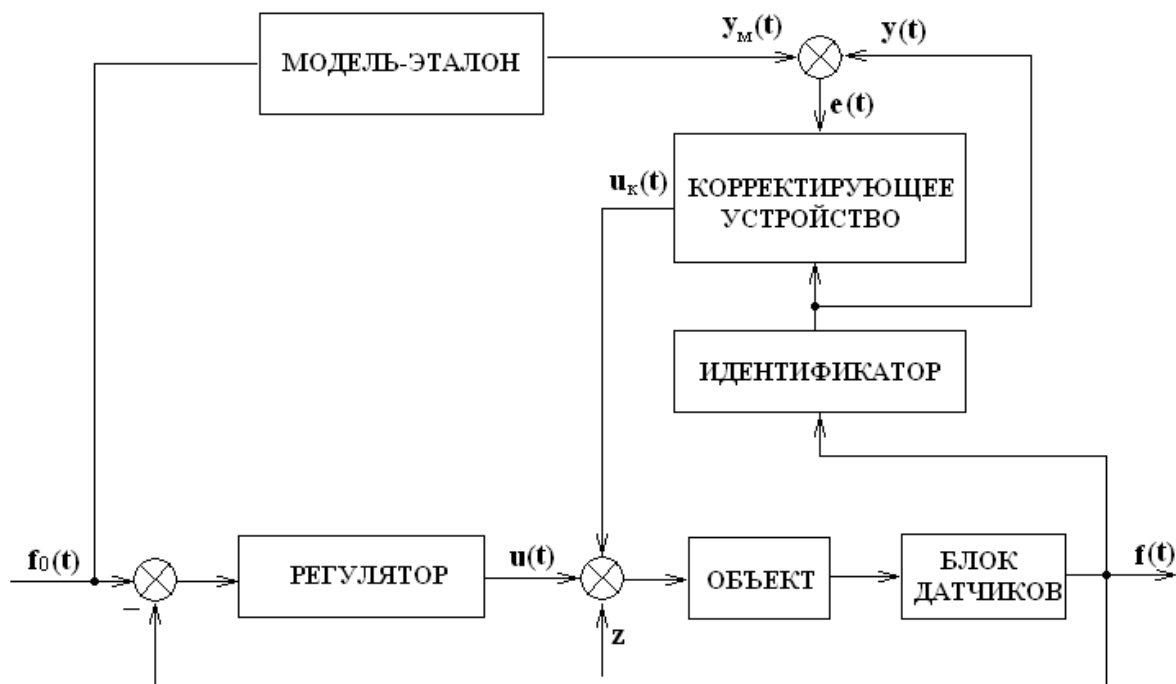 yм(t)
y(t)
МОДЕЛЬ-ЭТАЛОН
e(t)
uк(t)
КОРРЕКТИРУЮЩЕЕ
УСТРОЙСТВО
ИДЕНТИФИКАТОР
f0(t)
–
РЕГУЛЯТОР
u(t)
z
ОБЪЕКТ
БЛОК
ДАТЧИКОВ
f(t)